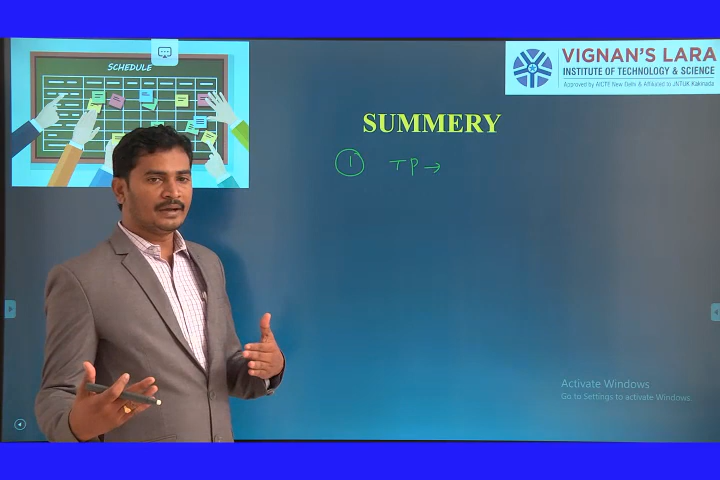 SCHEDULE
VIGNAN'S LARA
INSTITUTE OF TECHNOLOGY & SCIENCE
Approved by AICTE New Delhi & Affiliated to JNTUK Kakinada
SUMMERY
① TP →
Activate Windows
Go to Settings to activate Windows.